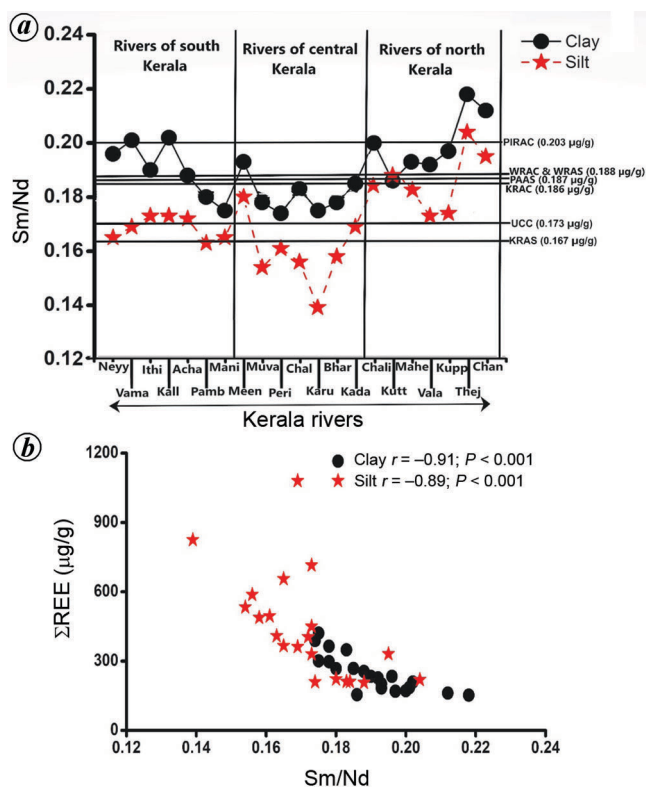 a
0.24
0.22
0.20
0.18
0.16
0.14
0.12
Sm/Nd
Rivers of south
Kerala
Rivers of central
Kerala
Rivers of north
Kerala
Clay
Silt
PIRAC (0.203 µg/g)
WRAC & WRAS (0.188 µg/g)
PAAS (0.187 µg/g)
KRAC (0.186 µg/g)
UCC (0.173 µg/g)
KRAS (0.167 µg/g)
Neyy Ithi Acha Mani Muva Chal Bhar Chali Mahe Kupp Chan
Vama Kall Pamb Meen Peri Karu Kada Kutt Vala Thej
Kerala rivers
b
1200
900
600
300
0
ΣREE (µg/g)
Clay r = –0.91; P < 0.001
Silt r = –0.89; P < 0.001
0.12 0.14 0.16 0.18 0.20 0.22 0.24
Sm/Nd